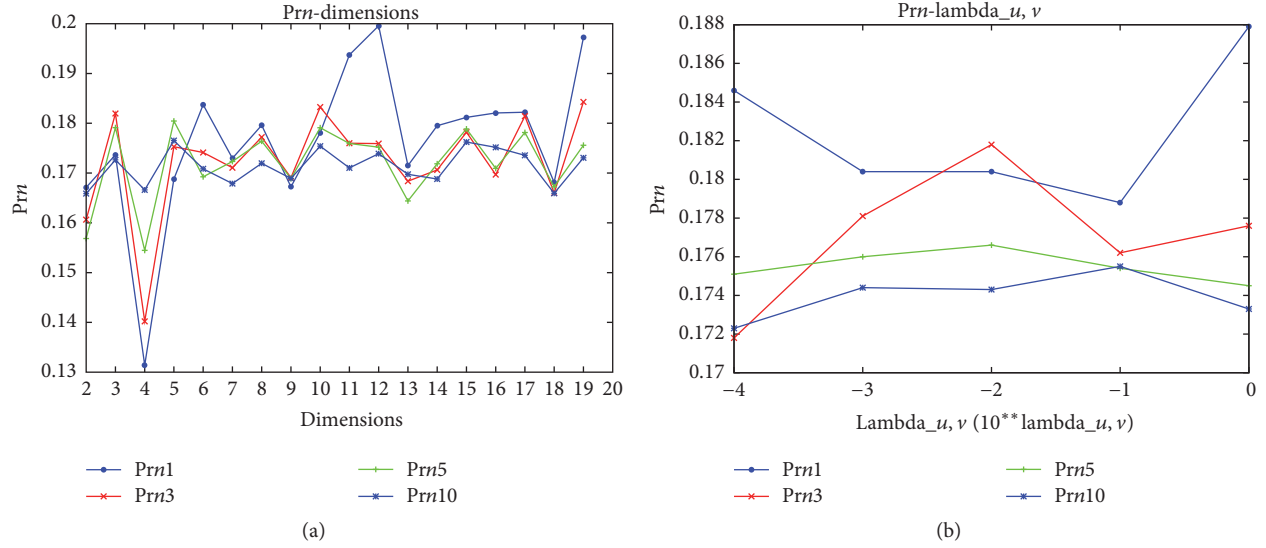 Prn-dimensions
Prn
0.2
0.19
0.18
0.17
0.16
0.15
0.14
0.13
2 3 4 5 6 7 8 9 10 11 12 13 14 15 16 17 18 19 20
Dimensions
Prn1
Prn3
Prn5
Prn10
(a)
Prn-lambda_u, v
Prn
0.188
0.186
0.184
0.182
0.18
0.178
0.176
0.174
0.172
0.17
−4 −3 −2 −1 0
Lambda_u, v (10**lambda_u, v)
Prn1
Prn3
Prn5
Prn10
(b)